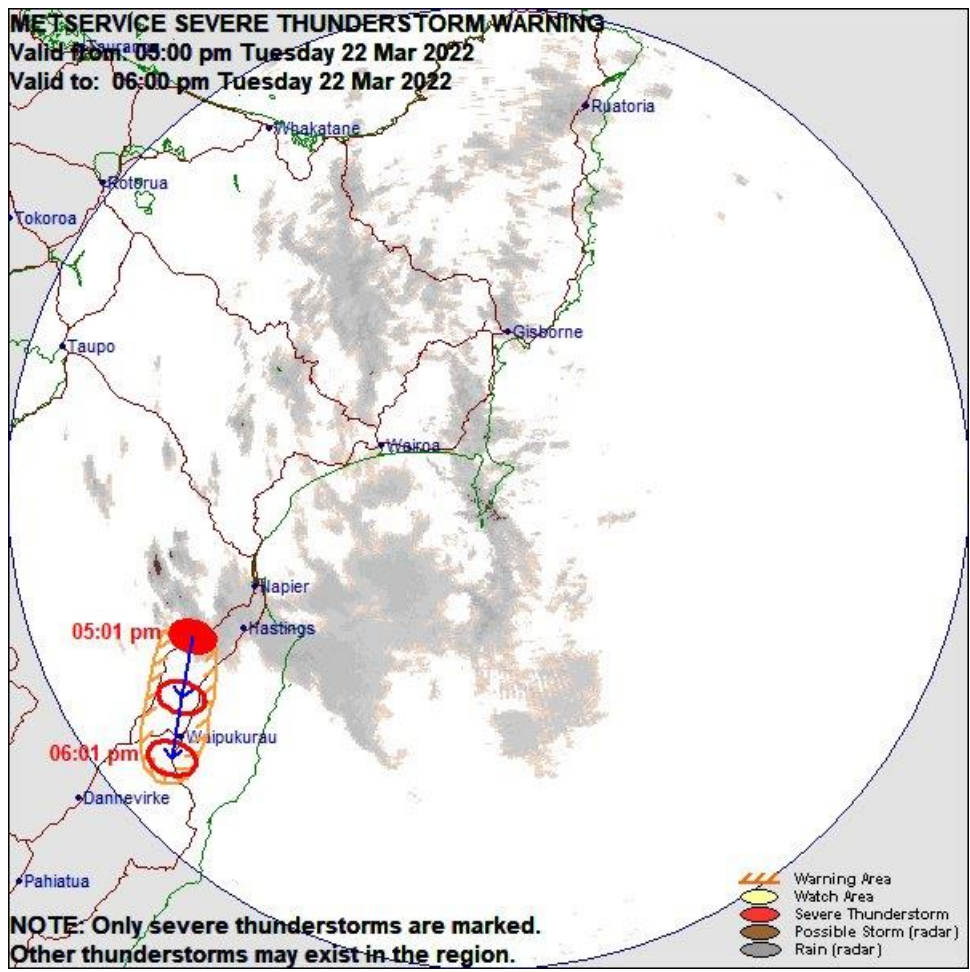 METSERVICE SEVERE THUNDERSTORM WARNING
Tauranga
Valid from: 05:00 pm Tuesday 22 Mar 2022
Valid to: 06:00 pm Tuesday 22 Mar 2022
Ruatoria
Whakatane
Rotorua
Tokoroa
Gisborne
Taupo
Wairoa
Napier
05:01 pm
Hastings
Waipukurau
06:01 pm
Dannevirke
Pahiatua
Warning Area
Watch Area
Severe Thunderstorm
Possible Storm (radar)
Rain (radar)
NOTE: Only severe thunderstorms are marked.
Other thunderstorms may exist in the region.